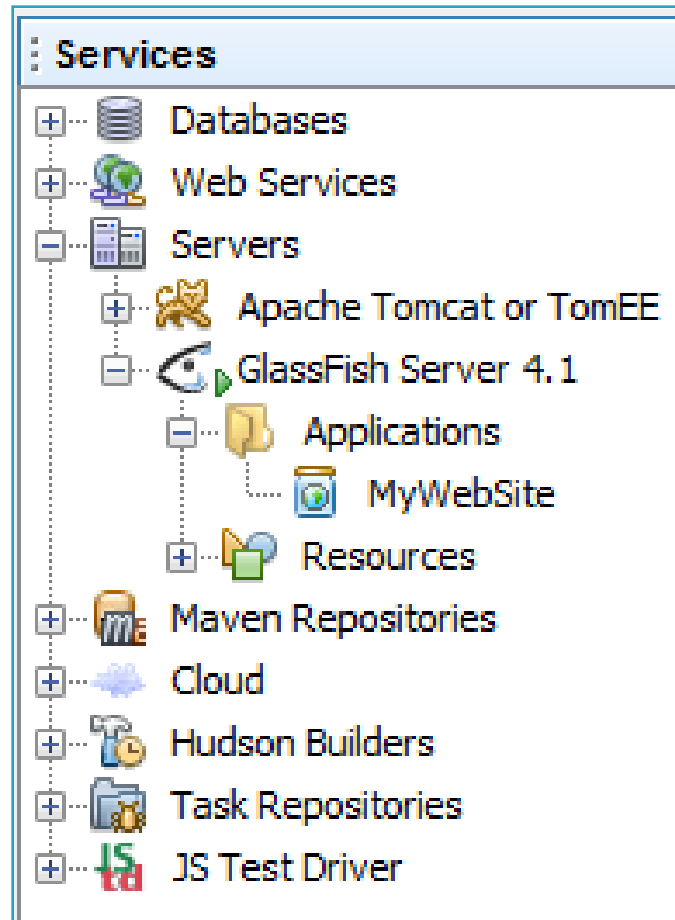 Services
Databases
Web Services
Servers
Apache Tomcat or TomEE
GlassFish Server 4.1
Applications
MyWebSite
Resources
Maven Repositories
Cloud
Hudson Builders
Task Repositories
JS Test Driver